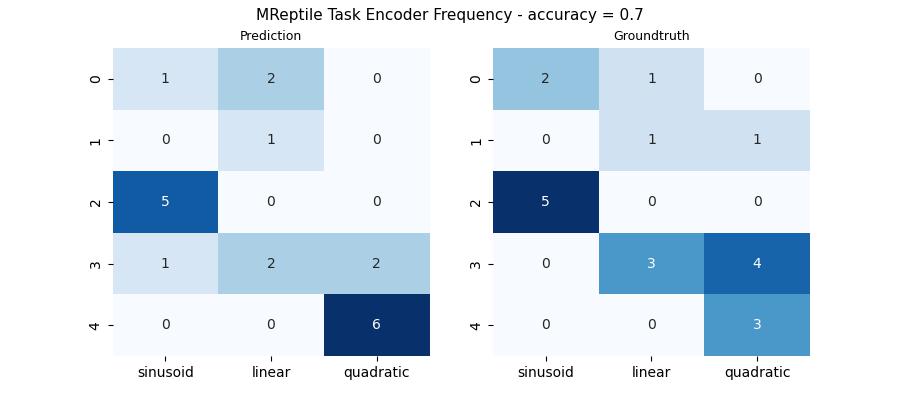 MReptile Task Encoder Frequency - accuracy = 0.7
Prediction
0 1 2 0
1 0 1 0
2 5 0 0
3 1 2 2
4 0 0 6
sinusoid linear quadratic
Groundtruth
0 2 1 0
1 0 1 1
2 5 0 0
3 0 3 4
4 0 0 3
sinusoid linear quadratic